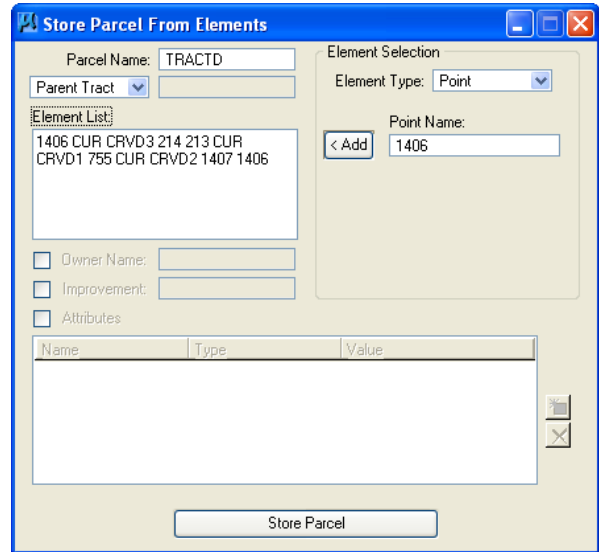 Store Parcel From Elements
Parcel Name: TRACTD
Parent Tract
Element List:
1406 CUR CRVD3 214 213 CUR
CRVD1 755 CUR CRVD2 1407 1406
Element Selection
Element Type: Point
Point Name:
< Add 1406
Owner Name:
Improvement:
Attributes
Name Type Value
Store Parcel